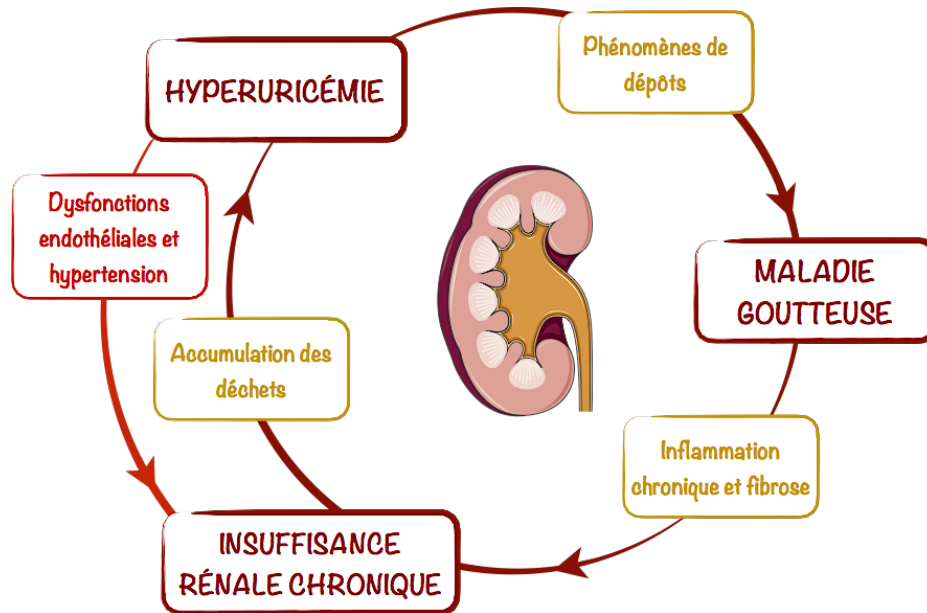 HYPERURICÉMIE
Phénomènes de
dépôts
Dysfonctions
endothéliales et
hypertension
MALADIE
GOUTTEUSE
Accumulation des
déchets
Inflammation
chronique et fibrose
INSUFFISANCE
RÉNALE CHRONIQUE